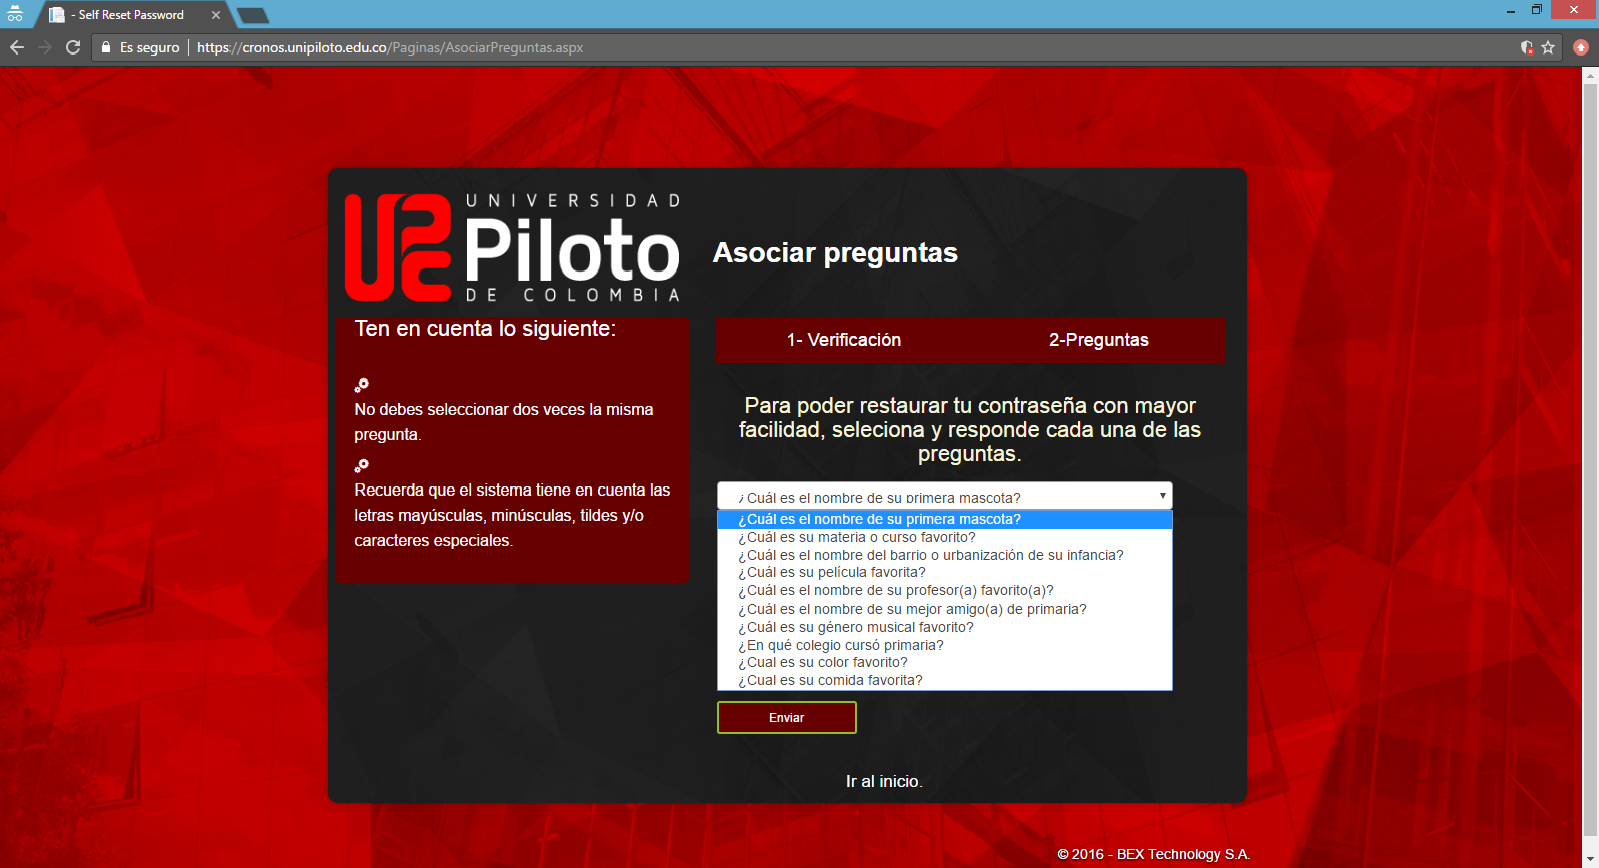 - Self Reset Password
Es seguro
https://cronos.unipiloto.edu.co/Paginas/AsociarPreguntas.aspx
UNIVERSIDAD
Piloto
DE COLOMBIA
Asociar preguntas
Ten en cuenta lo siguiente:
No debes seleccionar dos veces la misma
pregunta.
Recuerda que el sistema tiene en cuenta las
letras mayúsculas, minúsculas, tildes y/o
caracteres especiales.
1- Verificación
2-Preguntas
Para poder restaurar tu contraseña con mayor
facilidad, seleciona y responde cada una de las
preguntas.
¿Cuál es el nombre de su primera mascota?
¿Cuál es el nombre de su primera mascota?
¿Cuál es su materia o curso favorito?
¿Cuál es el nombre del barrio o urbanización de su infancia?
¿Cuál es su película favorita?
¿Cuál es el nombre de su profesor(a) favorito(a)?
¿Cuál es el nombre de su mejor amigo(a) de primaria?
¿Cuál es su género musical favorito?
¿En qué colegio cursó primaria?
¿Cual es su color favorito?
¿Cual es su comida favorita?
Enviar
Ir al inicio.
© 2016 - BEX Technology S.A.